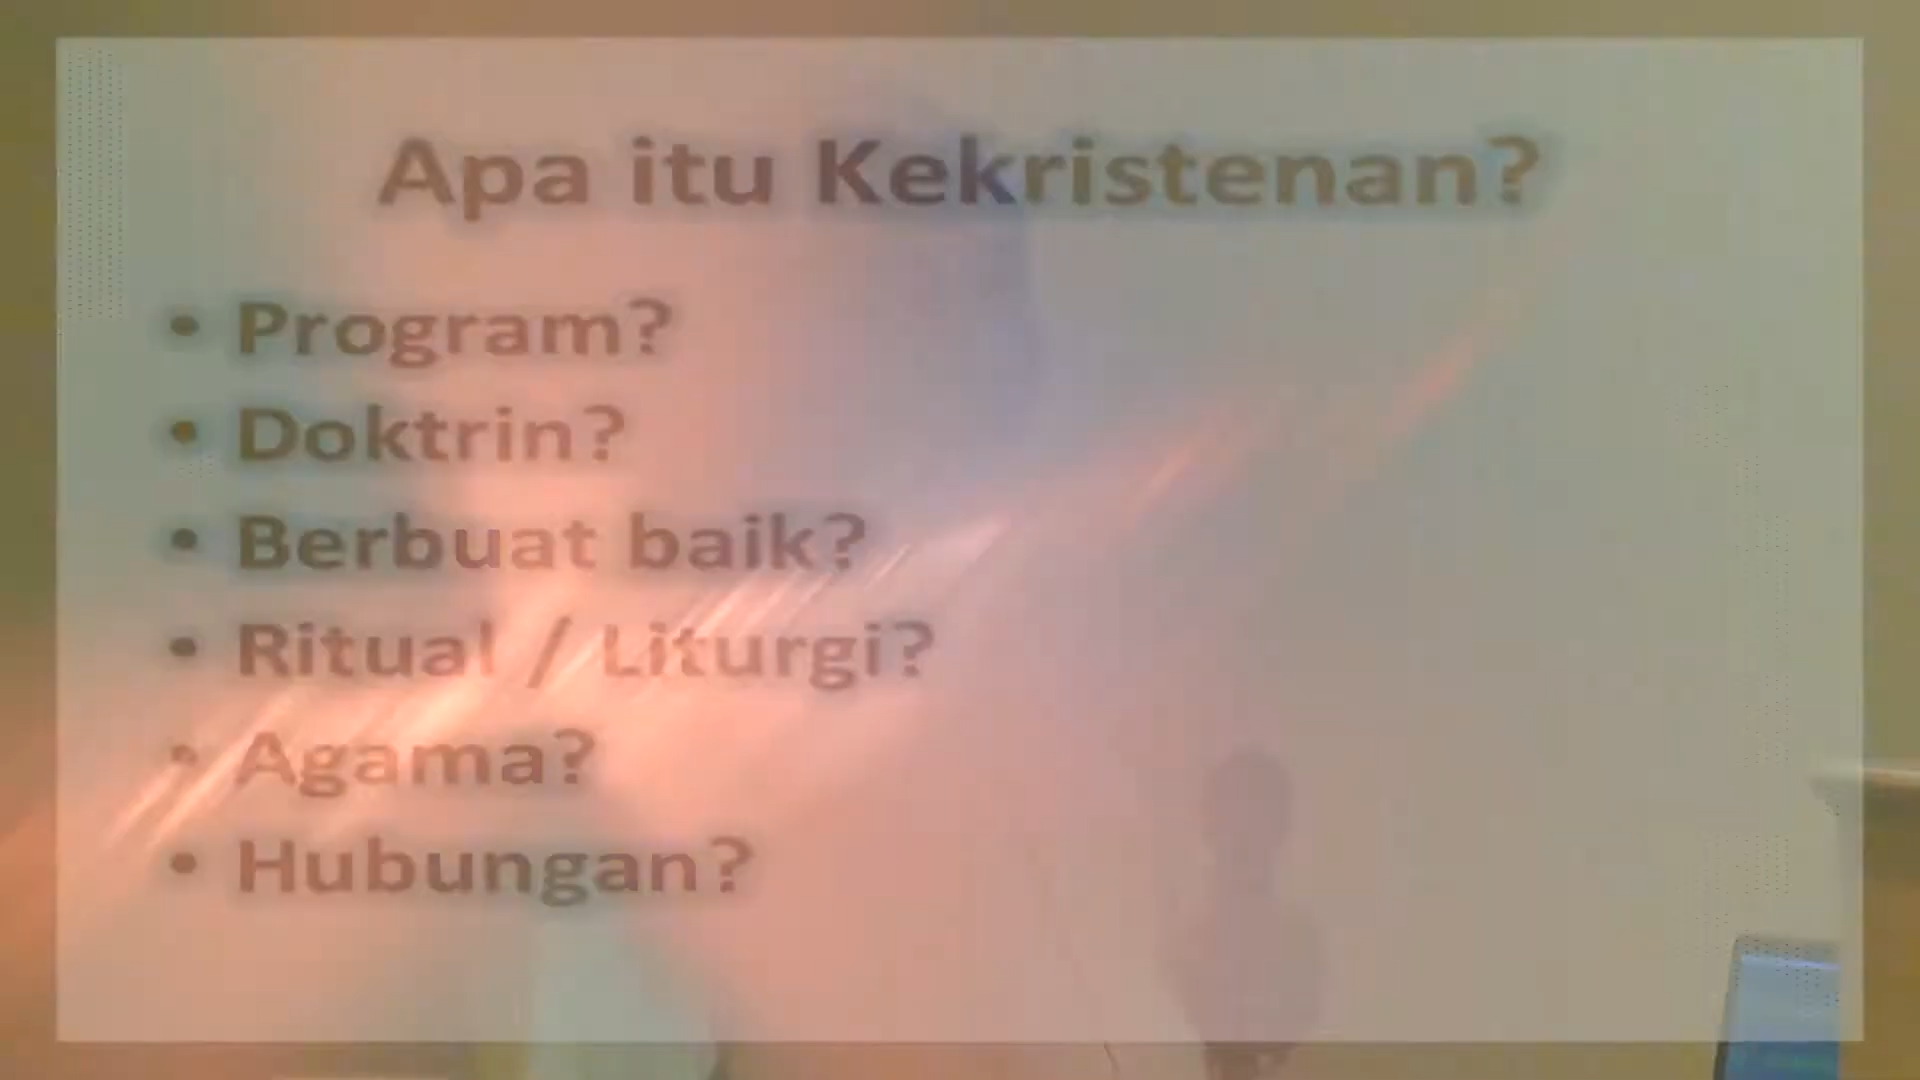 Apa itu Kekristenan?
• Program?
• Doktrin?
• Berbuat baik?
• Ritual / Liturgi?
• Agama?
• Hubungan?